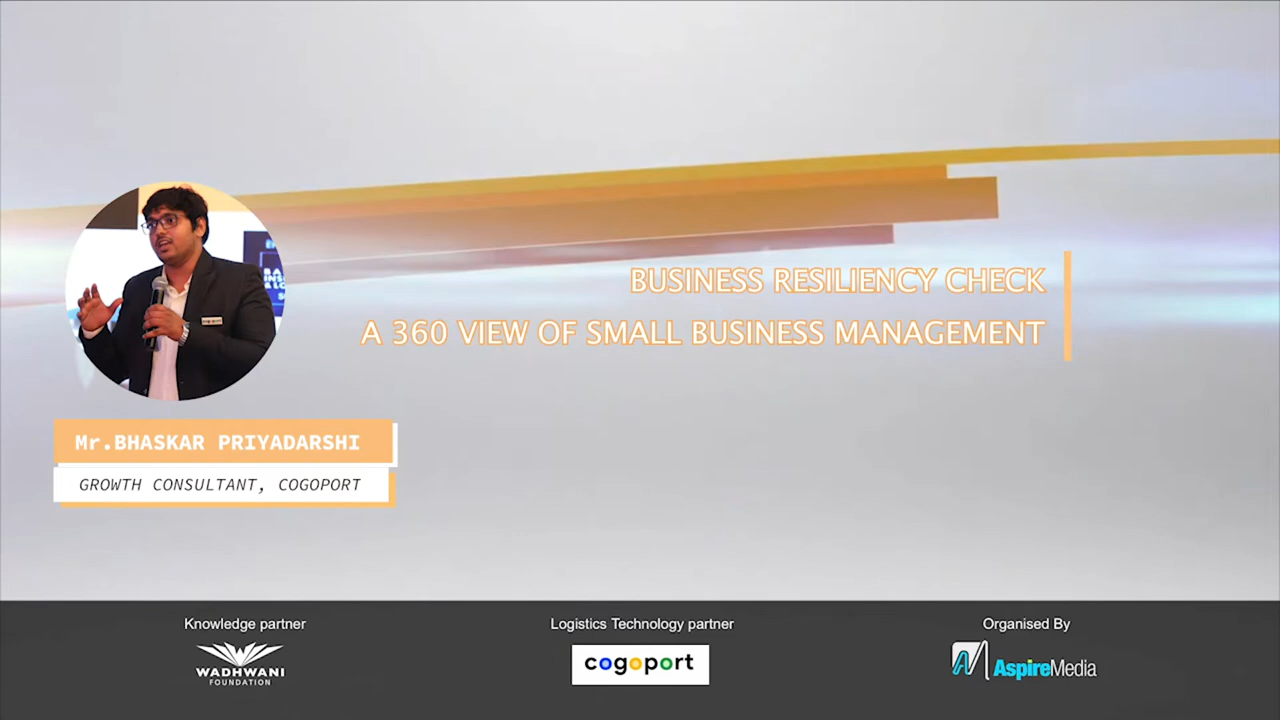 BUSINESS RESILIENCY CHECK
A 360 VIEW OF SMALL BUSINESS MANAGEMENT
Mr.BHASKAR PRIYADARSHI
GROWTH CONSULTANT, COGOPORT
Knowledge partner
WADHWANI
FOUNDATION
Logistics Technology partner
cogoport
Organised By
AspireMedia